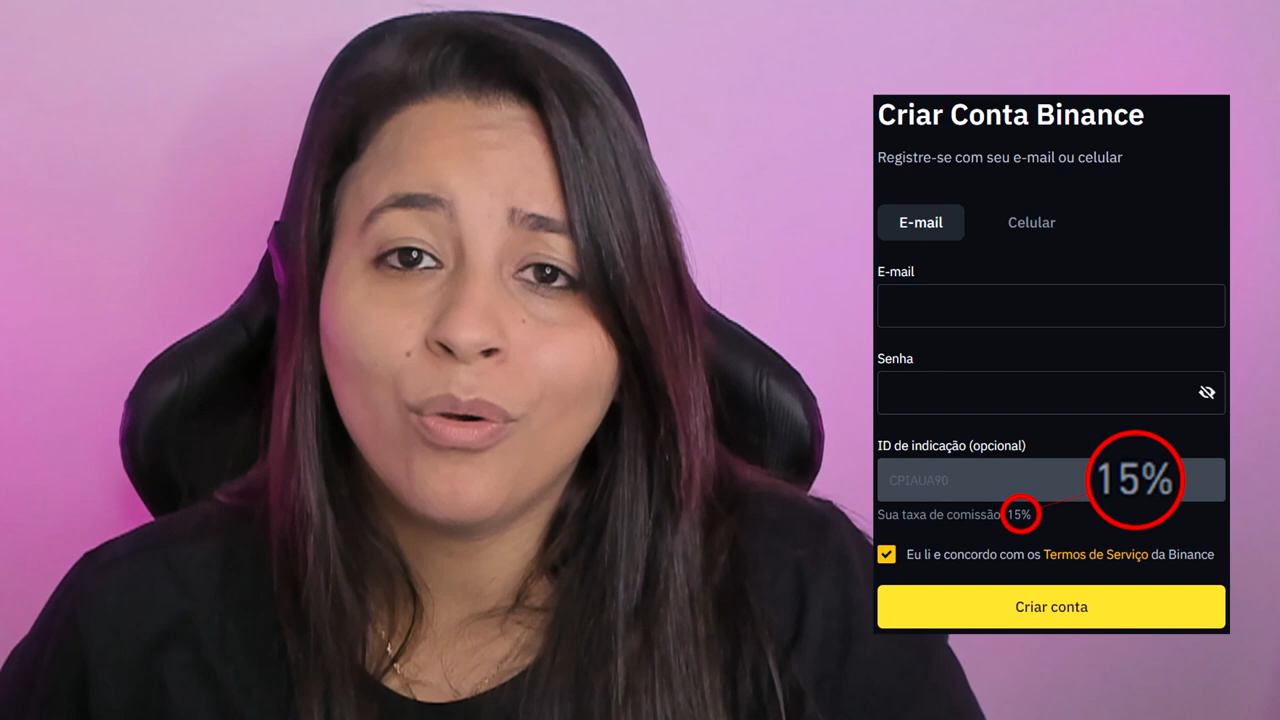 Criar Conta Binance
Registre-se com seu e-mail ou celular
E-mail Celular
E-mail
Senha
ID de indicação (opcional)
CPIAUA90
15%
Sua taxa de comissão 15%
Eu li e concordo com os Termos de Serviço da Binance
Criar conta